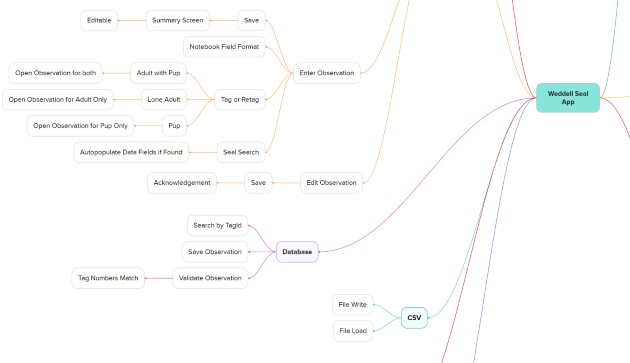 Editable
Summary Screen
Save
Notebook Field Format
Open Observation for both
Adult with Pup
Enter Observation
Open Observation for Adult Only
Lone Adult
Tag or Retag
Open Observation for Pup Only
Pup
Autopopulate Data Fields if Found
Seal Search
Acknowledgement
Save
Edit Observation
Weddell Seal
App
Search by TagId
Save Observation
Database
Tag Numbers Match
Validate Observation
File Write
CSV
File Load